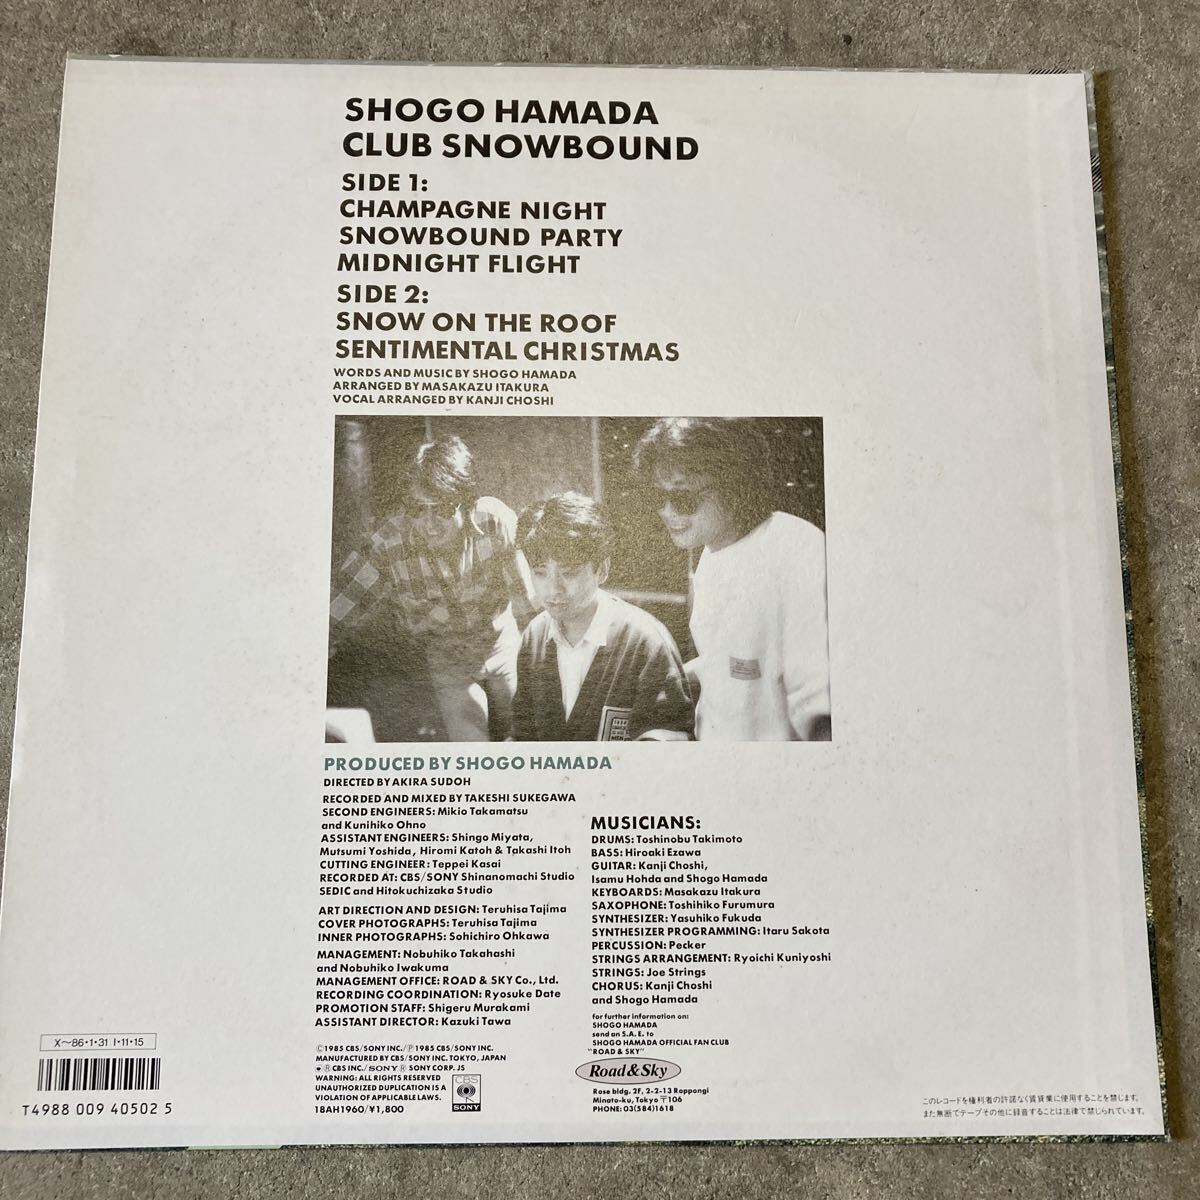 SHOGO HAMADA
CLUB SNOWBOUND
SIDE 1:
CHAMPAGNE NIGHT
SNOWBOUND PARTY
MIDNIGHT FLIGHT
SIDE 2:
SNOW ON THE ROOF
SENTIMENTAL CHRISTMAS
WORDS AND MUSIC BY SHOGO HAMADA
ARRANGED BY MASAKAZU ITAKURA
VOCAL ARRANGED BY KANJI CHOSHI
PRODUCED BY SHOGO HAMADA
DIRECTED BY AKIRA SUDOH
RECORDED AND MIXED BY TAKESHI SUKEGAWA
SECOND ENGINEERS: Mikio Takamatsu
and Kunihiko Ohno
ASSISTANT ENGINEERS: Shingo Miyata,
Mutsumi Yoshida, Hiromi Katoh & Takashi Itoh
CUTTING ENGINEER: Teppei Kasai
RECORDED AT: CBS/SONY Shinanomachi Studio
SEDIC and Hitokuchizaka Studio
ART DIRECTION AND DESIGN: Teruhisa Tajima
COVER PHOTOGRAPHS: Teruhisa Tajima
INNER PHOTOGRAPHS: Sohichiro Ohkawa
MANAGEMENT: Nobuhiko Takahashi
and Nobuhiko Iwakuma
MANAGEMENT OFFICE: ROAD & SKY Co., Ltd.
RECORDING COORDINATION: Ryosuke Date
PROMOTION STAFF: Shigeru Murakami
ASSISTANT DIRECTOR: Kazuki Tawa
Ⓒ1985 CBS/SONY INC./Ⓟ1985 CBS/SONY INC.
MANUFACTURED BY CBS/SONY INC. TOKYO, JAPAN
Ⓡ CBS INC./SONY Ⓡ SONY CORP. JS
WARNING: ALL RIGHTS RESERVED
UNAUTHORIZED DUPLICATION IS A
VIOLATION OF APPLICABLE LAWS.
18AH1960/¥1,800
CBS
SONY
MUSICIANS:
DRUMS: Toshinobu Takimoto
BASS: Hiroaki Ezawa
GUITAR: Kanji Choshi,
Isamu Hohda and Shogo Hamada
KEYBOARDS: Masakazu Itakura
SAXOPHONE: Toshihiko Furumura
SYNTHESIZER: Yasuhiko Fukuda
SYNTHESIZER PROGRAMMING: Itaru Sakota
PERCUSSION: Pecker
STRINGS ARRANGEMENT: Ryoichi Kuniyoshi
STRINGS: Joe Strings
CHORUS: Kanji Choshi
and Shogo Hamada
for further information on:
SHOGO HAMADA
send an S.A.E. to
SHOGO HAMADA OFFICIAL FAN CLUB
"ROAD & SKY"
Road & Sky
Rose bldg. 2F, 2-2-13 Roppongi
Minato-ku, Tokyo 〒106
PHONE: 03(584)1618
X〜86・1・31 I・11・15
T4988 009 40502 5
このレコードを権利者の許諾なく賃貸業に使用することを禁じます。
また無断でテープその他に録音することは法律で禁じられています。